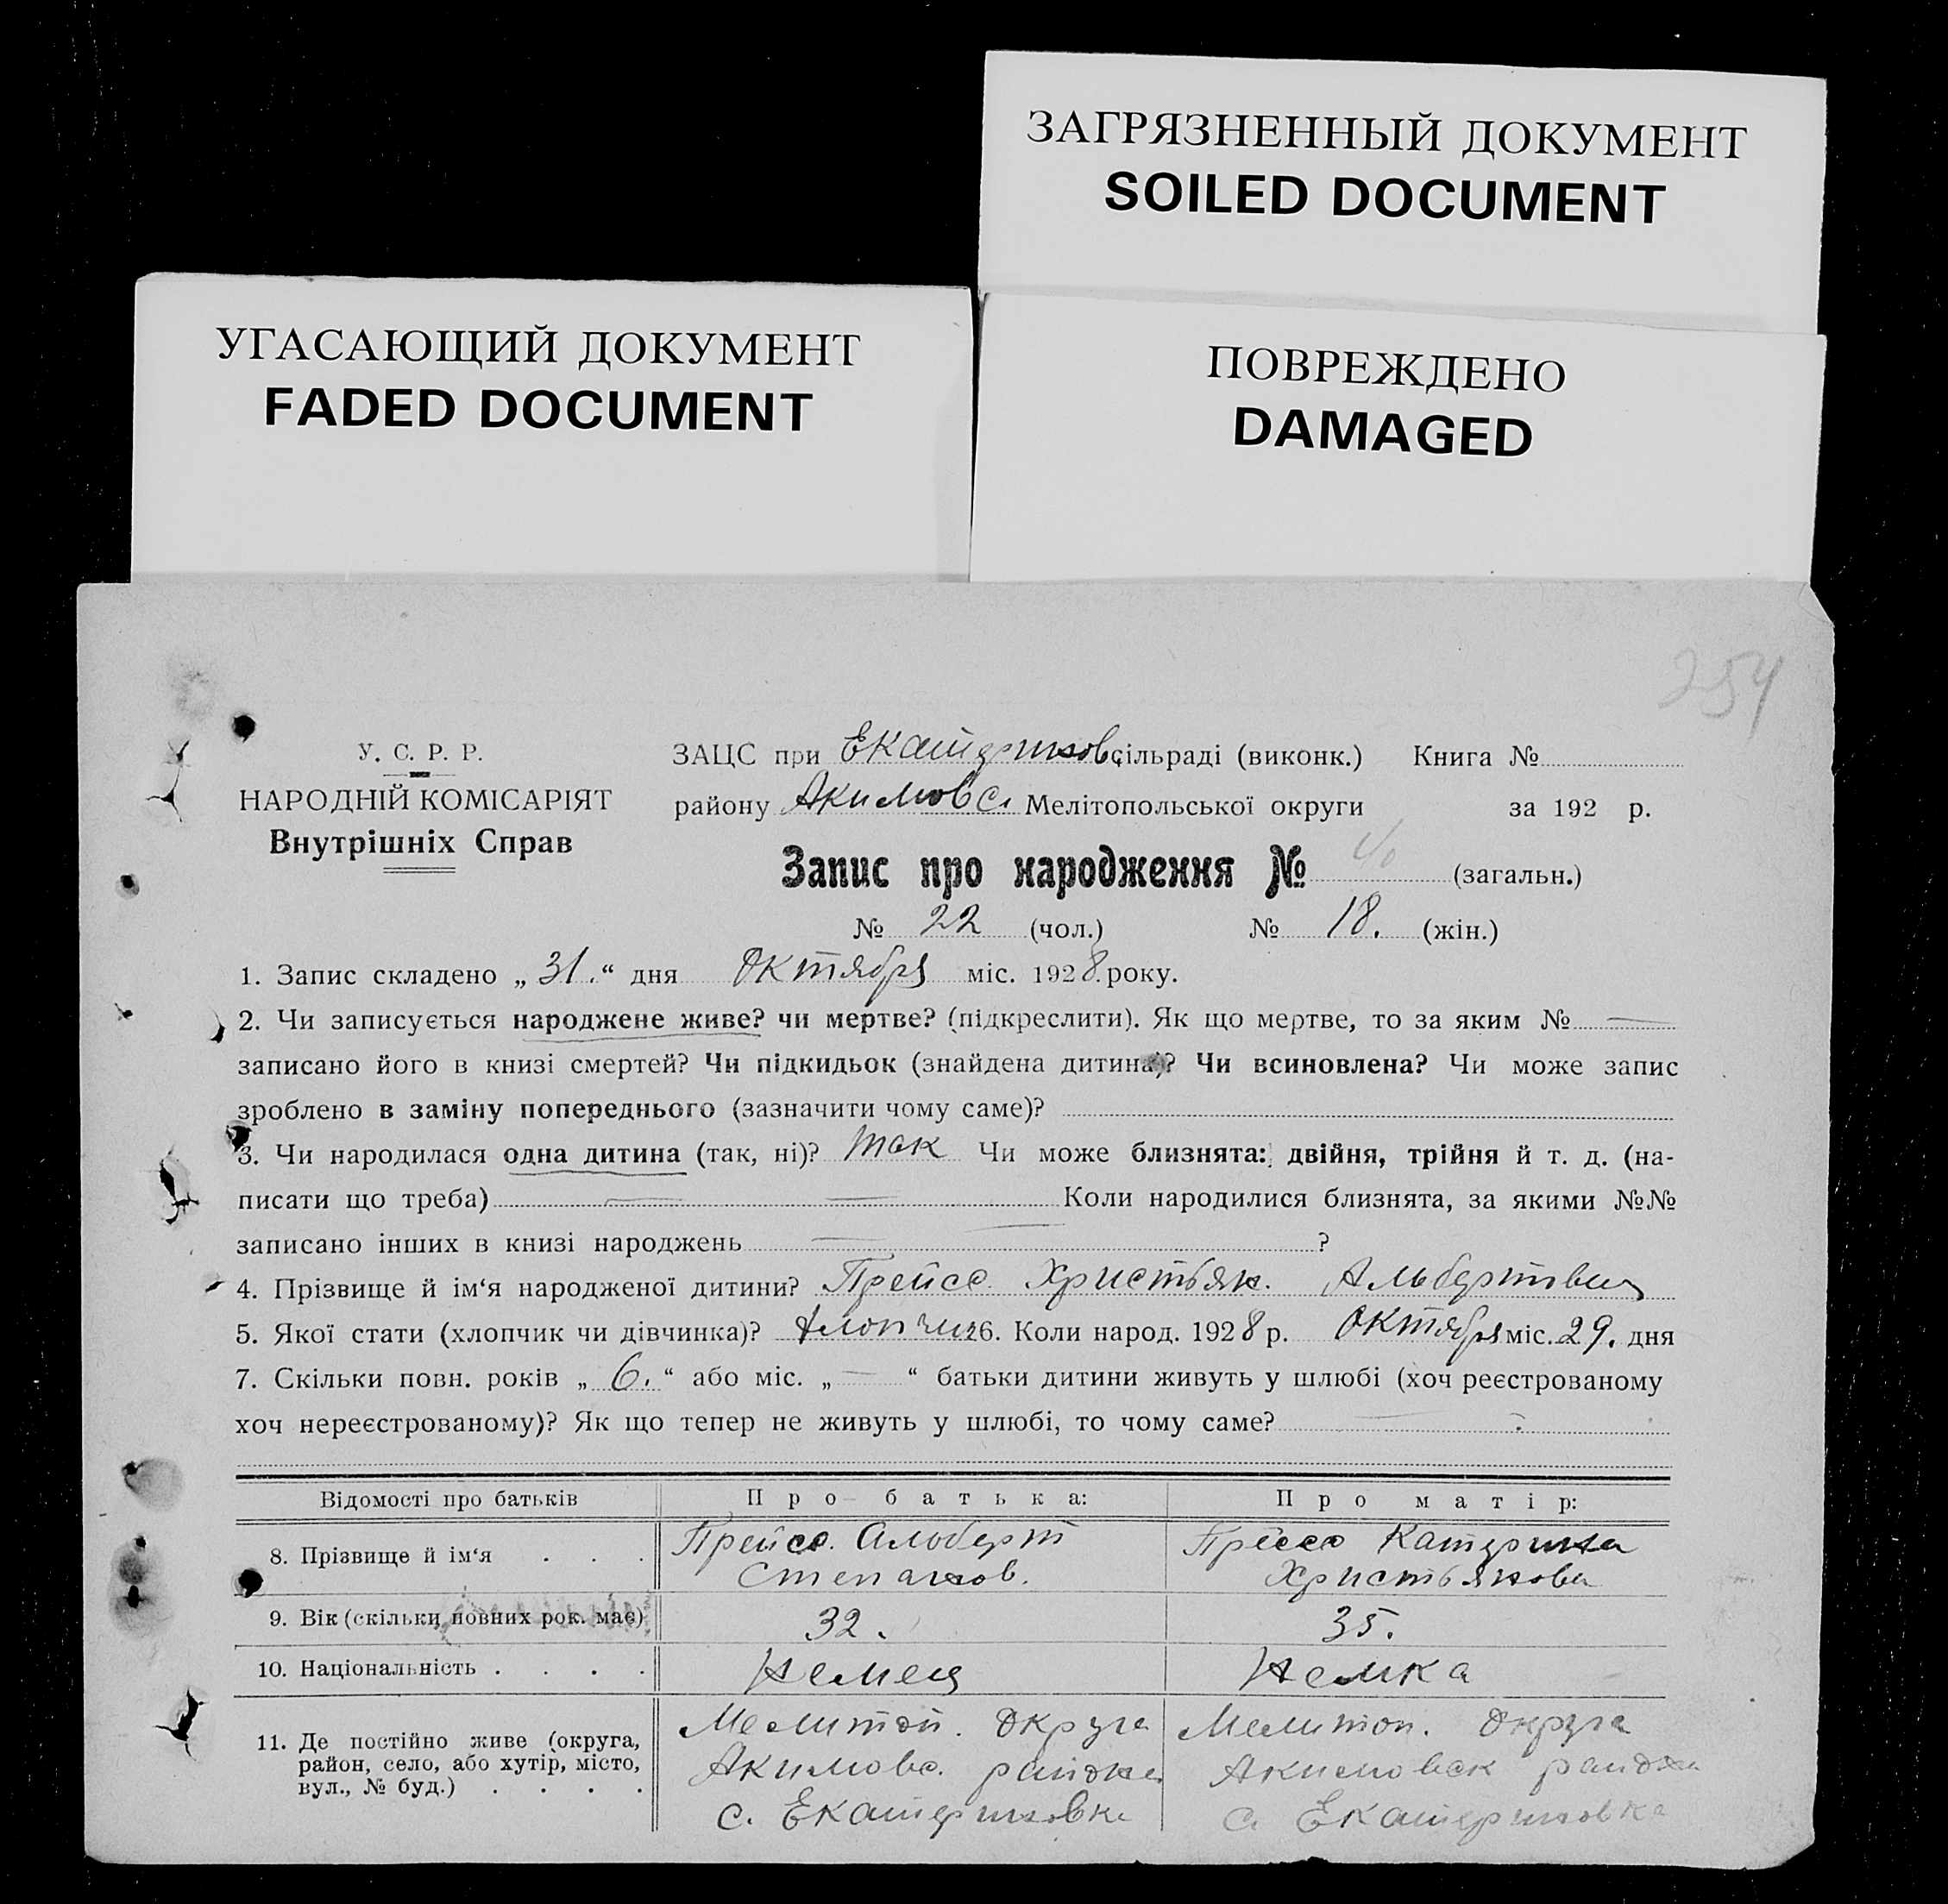 ЗАГРЯЗНЕННЫЙ ДОКУМЕНТ
SOILED DOCUMENT
УГАСАЮЩИЙ ДОКУМЕНТ
FADED DOCUMENT
ПОВРЕЖДЕНО
DAMAGED
254
У. С. Р. Р.
НАРОДНІЙ КОМІСАРІЯТ
Внутрішніх Справ
ЗАЦС при Екатериновс сільраді (виконк.) Книга №
району Акимовс. Мелітопольської округи за 192 р.
Запис про народження № 40 (загальн.)
№ 22 (чол.) № 18. (жін.)
1. Запис складено „31.“ дня Октября міс. 1928 року.
2. Чи записується народжене живе? чи мертве? (підкреслити). Як що мертве, то за яким № —
записано його в книзі смертей? Чи підкидьок (знайдена дитина)? Чи всиновлена? Чи може запис
зроблено в заміну попереднього (зазначити чому саме)?
3. Чи народилася одна дитина (так, ні)? так Чи може близнята: двійня, трійня й т. д. (на-
писати що треба) — — Коли народилися близнята, за якими №№
записано інших в книзі народжень — ?
4. Прізвище й ім‘я народженої дитини? Прейсс Христьян. Альбертович
5. Якої стати (хлопчик чи дівчинка)? хлопчик 6. Коли народ. 1928 р. Октября міс. 29. дня
7. Скільки повн. років „6.“ або міс. „—“ батьки дитини живуть у шлюбі (хоч реєстрованому
хоч нереєстрованому)? Як що тепер не живуть у шлюбі, то чому саме?
Відомості про батьків Про батька: Про матір:
8. Прізвище й ім‘я . . . Прейсс. Альберт Прейсс Катерина
Степанов. Христьянова
9. Вік (скільки повних рок. має) 32. 35.
10. Національність . . . . Немец Немка
11. Де постійно живе (округа, район, село, або хутір, місто, вул., № буд.) . . . .
Мелитоп. Округа Мелитоп. Округа
Акимовс. района Акимовск района
с. Екатериновка с. Екатериновка